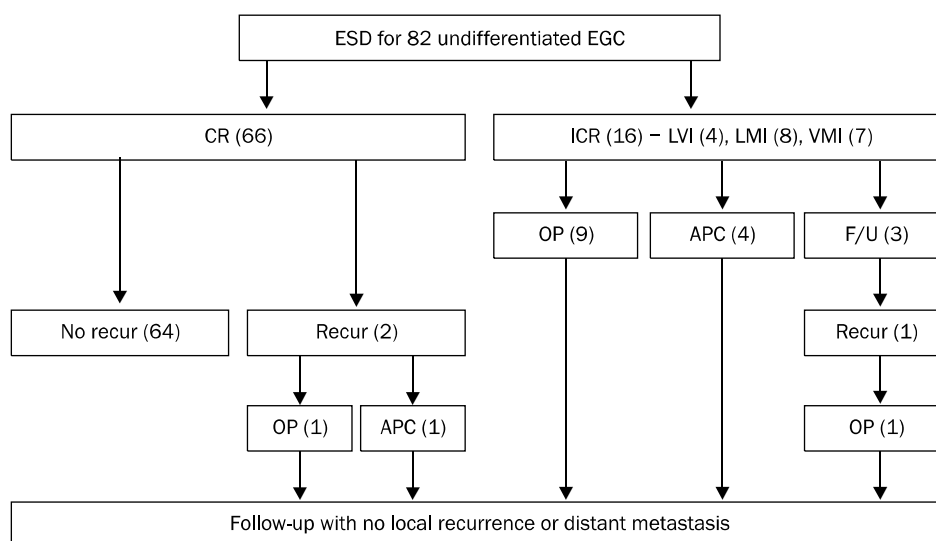 ESD for 82 undifferentiated EGC
CR (66)
ICR (16) – LVI (4), LMI (8), VMI (7)
OP (9)
APC (4)
F/U (3)
No recur (64)
Recur (2)
Recur (1)
OP (1)
APC (1)
OP (1)
Follow-up with no local recurrence or distant metastasis